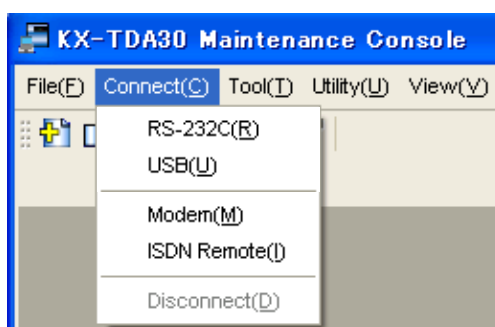 KX-TDA30 Maintenance Console
File(F) Connect(C) Tool(T) Utility(U) View(V)
RS-232C(R)
USB(U)
Modem(M)
ISDN Remote(I)
Disconnect(D)